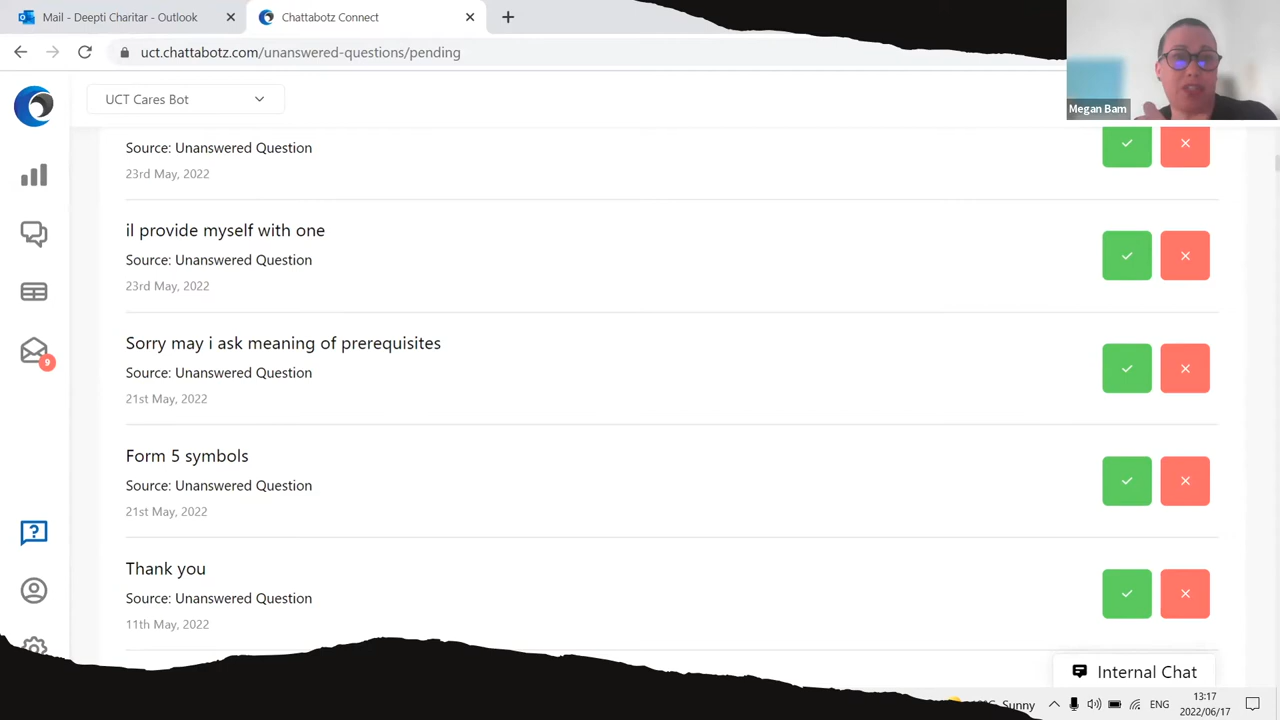 Mail - Deepti Charitar - Outlook
Chattabotz Connect
uct.chattabotz.com/unanswered-questions/pending
Megan Bam
UCT Cares Bot
Source: Unanswered Question
23rd May, 2022
il provide myself with one
Source: Unanswered Question
23rd May, 2022
9
Sorry may i ask meaning of prerequisites
Source: Unanswered Question
21st May, 2022
Form 5 symbols
Source: Unanswered Question
21st May, 2022
Thank you
Source: Unanswered Question
11th May, 2022
Internal Chat
Sunny
ENG
13:17
2022/06/17